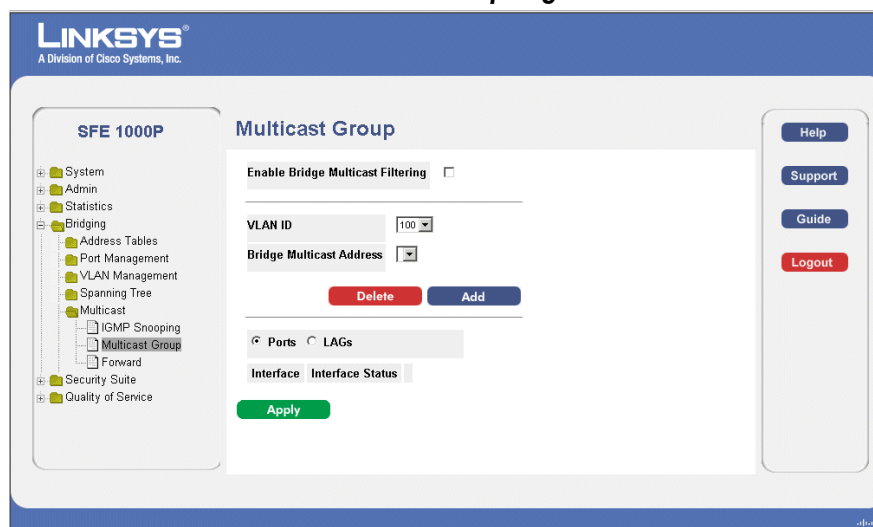 LINKSYS®
A Division of Cisco Systems, Inc.
SFE 1000P
System
Admin
Statistics
Bridging
Address Tables
Port Management
VLAN Management
Spanning Tree
Multicast
IGMP Snooping
Multicast Group
Forward
Security Suite
Quality of Service
Multicast Group
Enable Bridge Multicast Filtering
VLAN ID 100
Bridge Multicast Address
Delete Add
Ports LAGs
Interface Interface Status
Apply
Help
Support
Guide
Logout